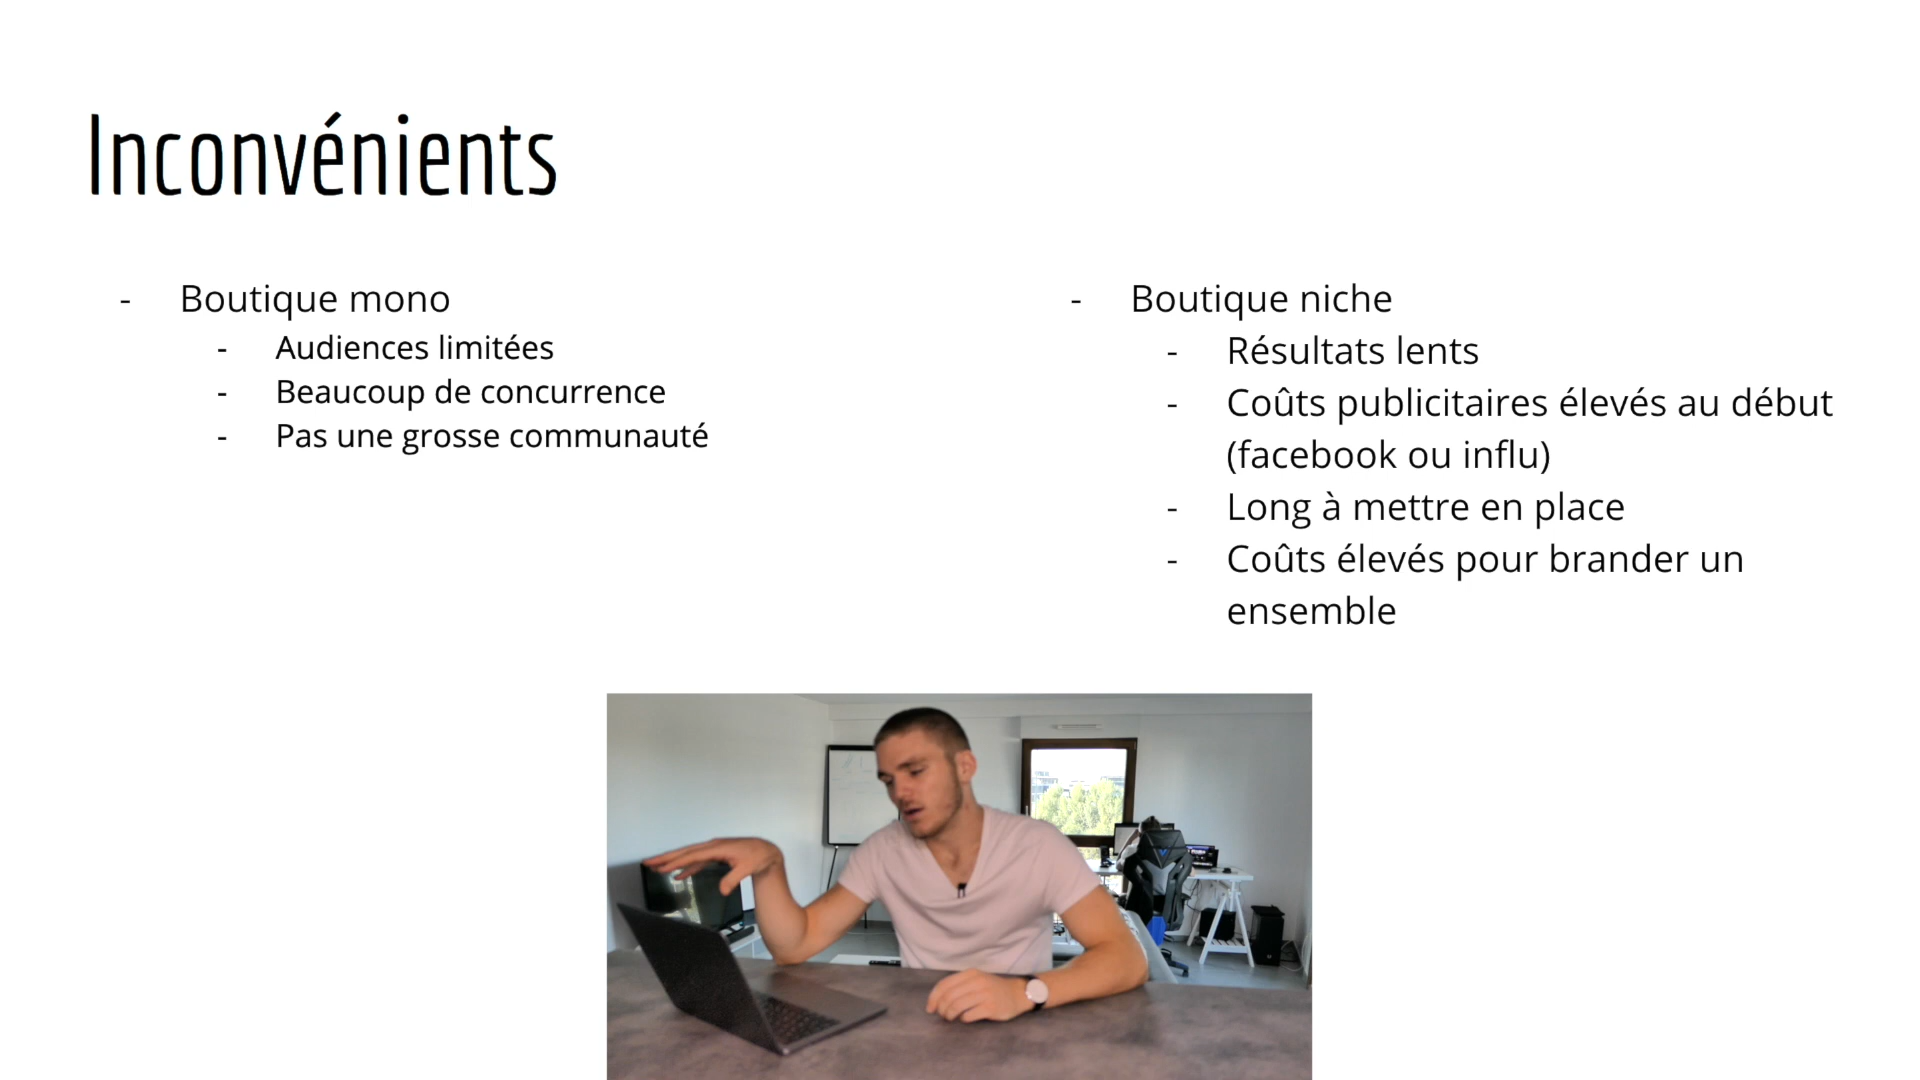 Inconvénients
- Boutique mono
- Audiences limitées
- Beaucoup de concurrence
- Pas une grosse communauté
- Boutique niche
- Résultats lents
- Coûts publicitaires élevés au début
(facebook ou influ)
- Long à mettre en place
- Coûts élevés pour brander un
ensemble